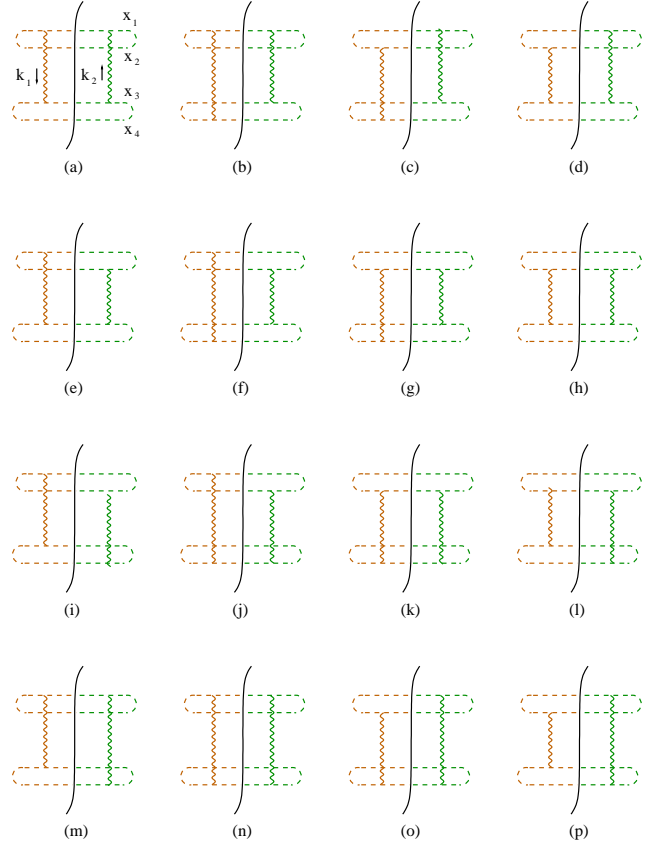 x1
x2
k1 k2
x3
x4
(a) (b) (c) (d)
(e) (f) (g) (h)
(i) (j) (k) (l)
(m) (n) (o) (p)